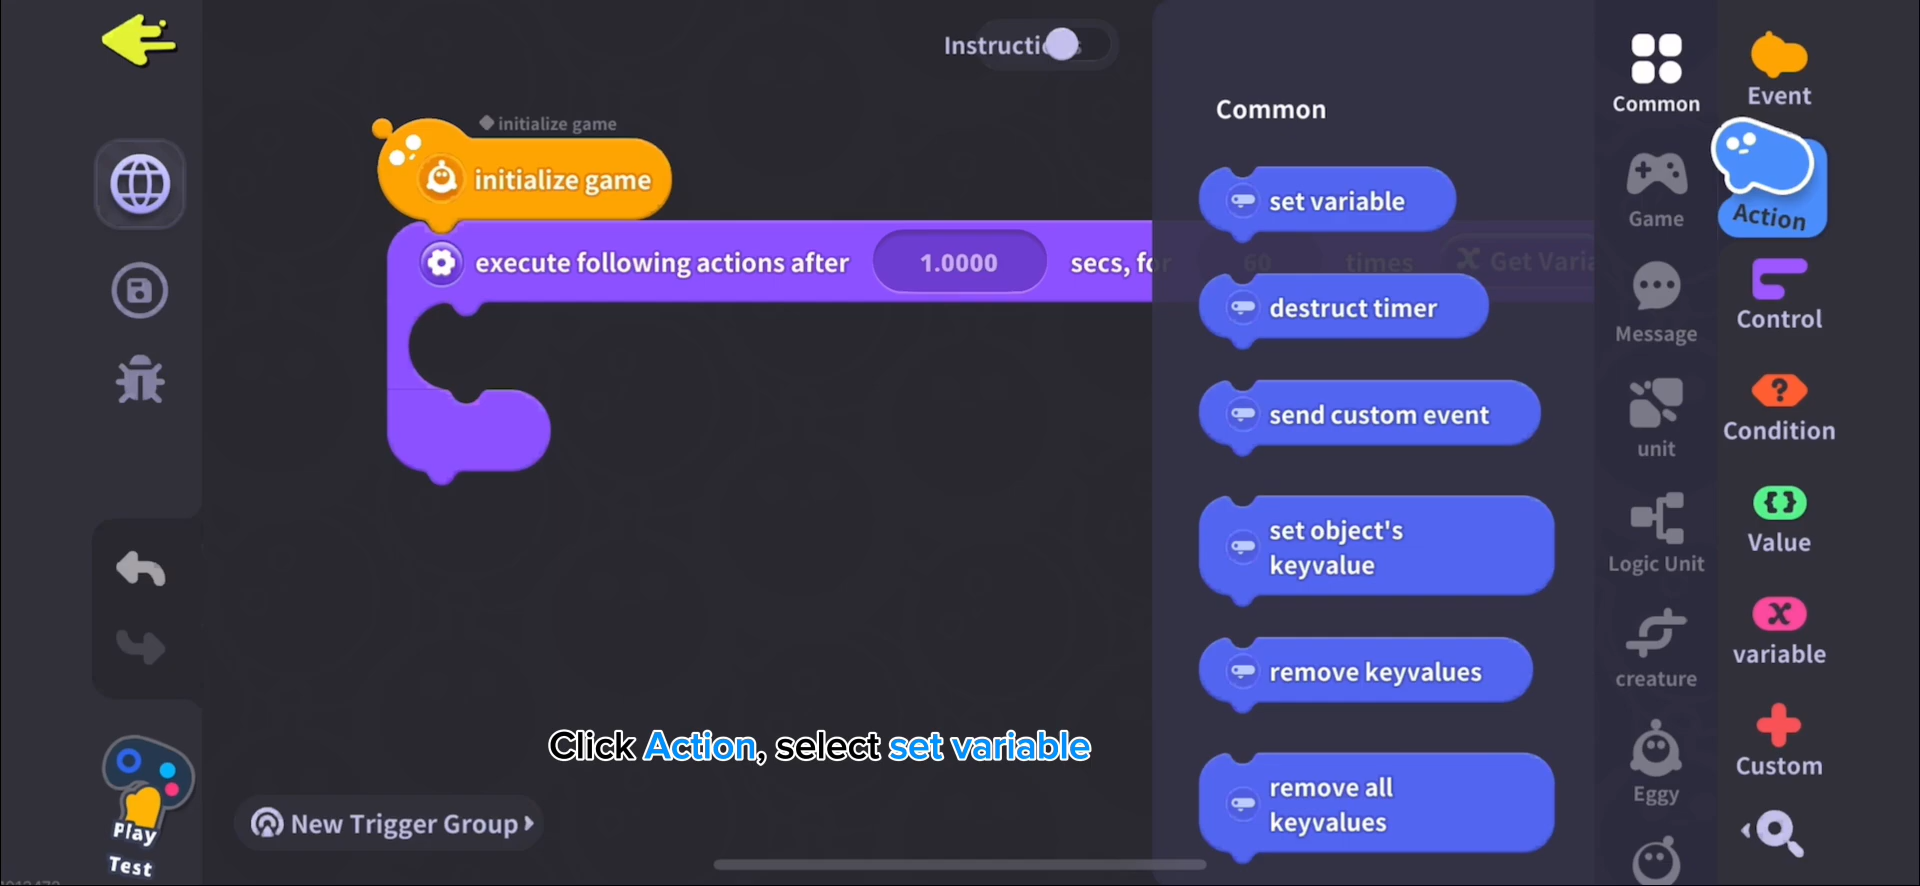 Instructi
initialize game
initialize game
execute following actions after 1.0000 secs, for 60 times Get Varia
Common
set variable
destruct timer
send custom event
set object's
keyvalue
remove keyvalues
remove all
keyvalues
Common
Game
Message
unit
Logic Unit
creature
Eggy
Event
Action
Control
Condition
Value
variable
Custom
Click Action, select set variable
New Trigger Group
Play
Test